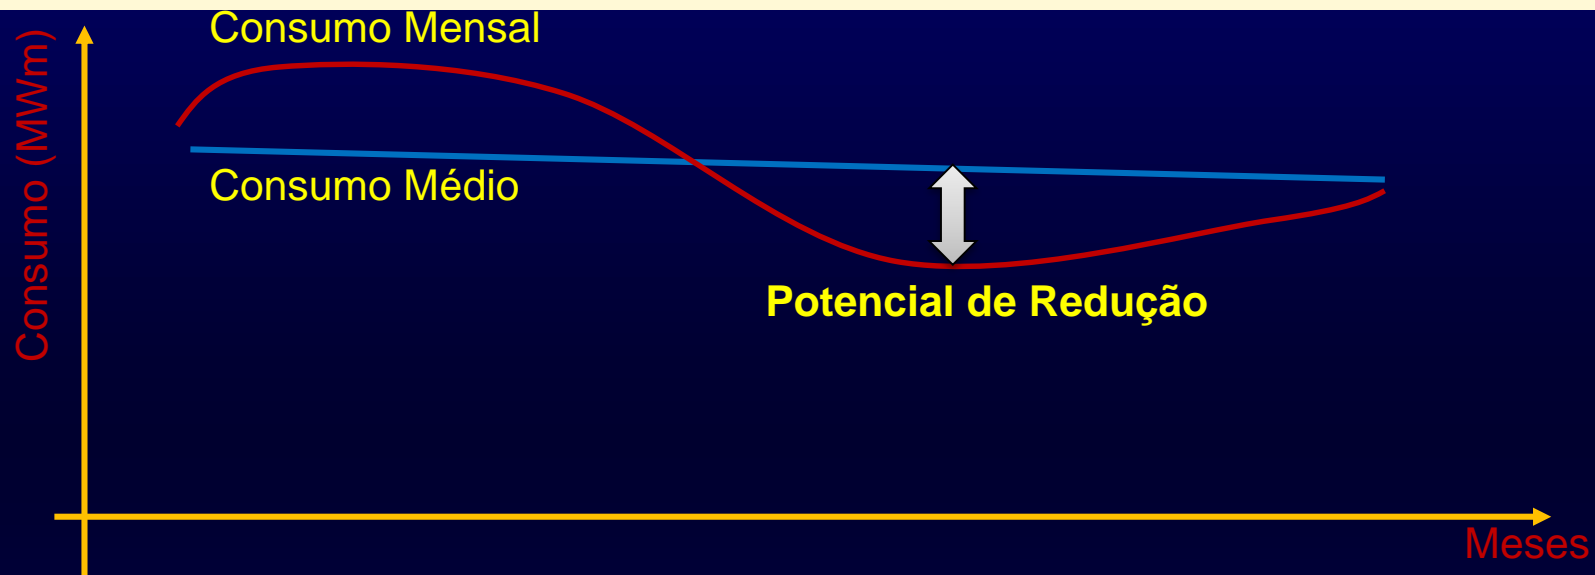 Consumo Mensal
Consumo (MWm)
Consumo Médio
Potencial de Redução
Meses